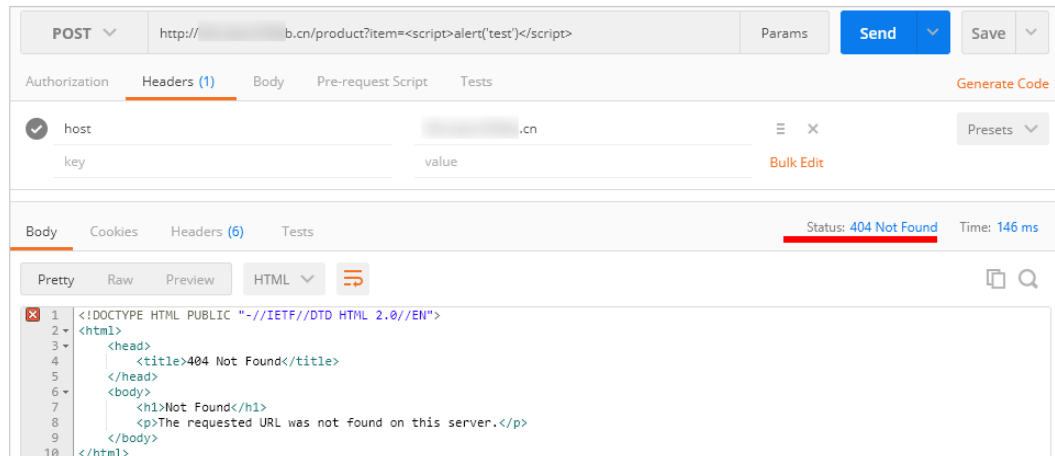 POST http:// b.cn/product?item=<script>alert('test')</script> Params Send Save
Authorization Headers (1) Body Pre-request Script Tests Generate Code
host .cn Presets
key value Bulk Edit
Body Cookies Headers (6) Tests Status: 404 Not Found Time: 146 ms
Pretty Raw Preview HTML
1 <!DOCTYPE HTML PUBLIC "-//IETF//DTD HTML 2.0//EN">
2 <html>
3 <head>
4 <title>404 Not Found</title>
5 </head>
6 <body>
7 <h1>Not Found</h1>
8 <p>The requested URL was not found on this server.</p>
9 </body>
10 </html>